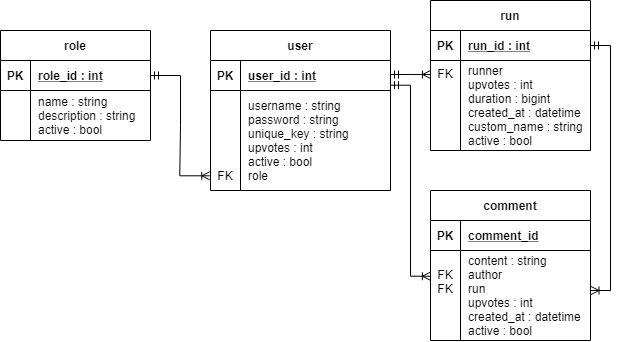 role
PK role_id : int
name : string
description : string
active : bool
user
PK user_id : int
username : string
password : string
unique_key : string
upvotes : int
active : bool
FK role
run
PK run_id : int
FK runner
upvotes : int
duration : bigint
created_at : datetime
custom_name : string
active : bool
comment
PK comment_id
content : string
FK author
FK run
upvotes : int
created_at : datetime
active : bool